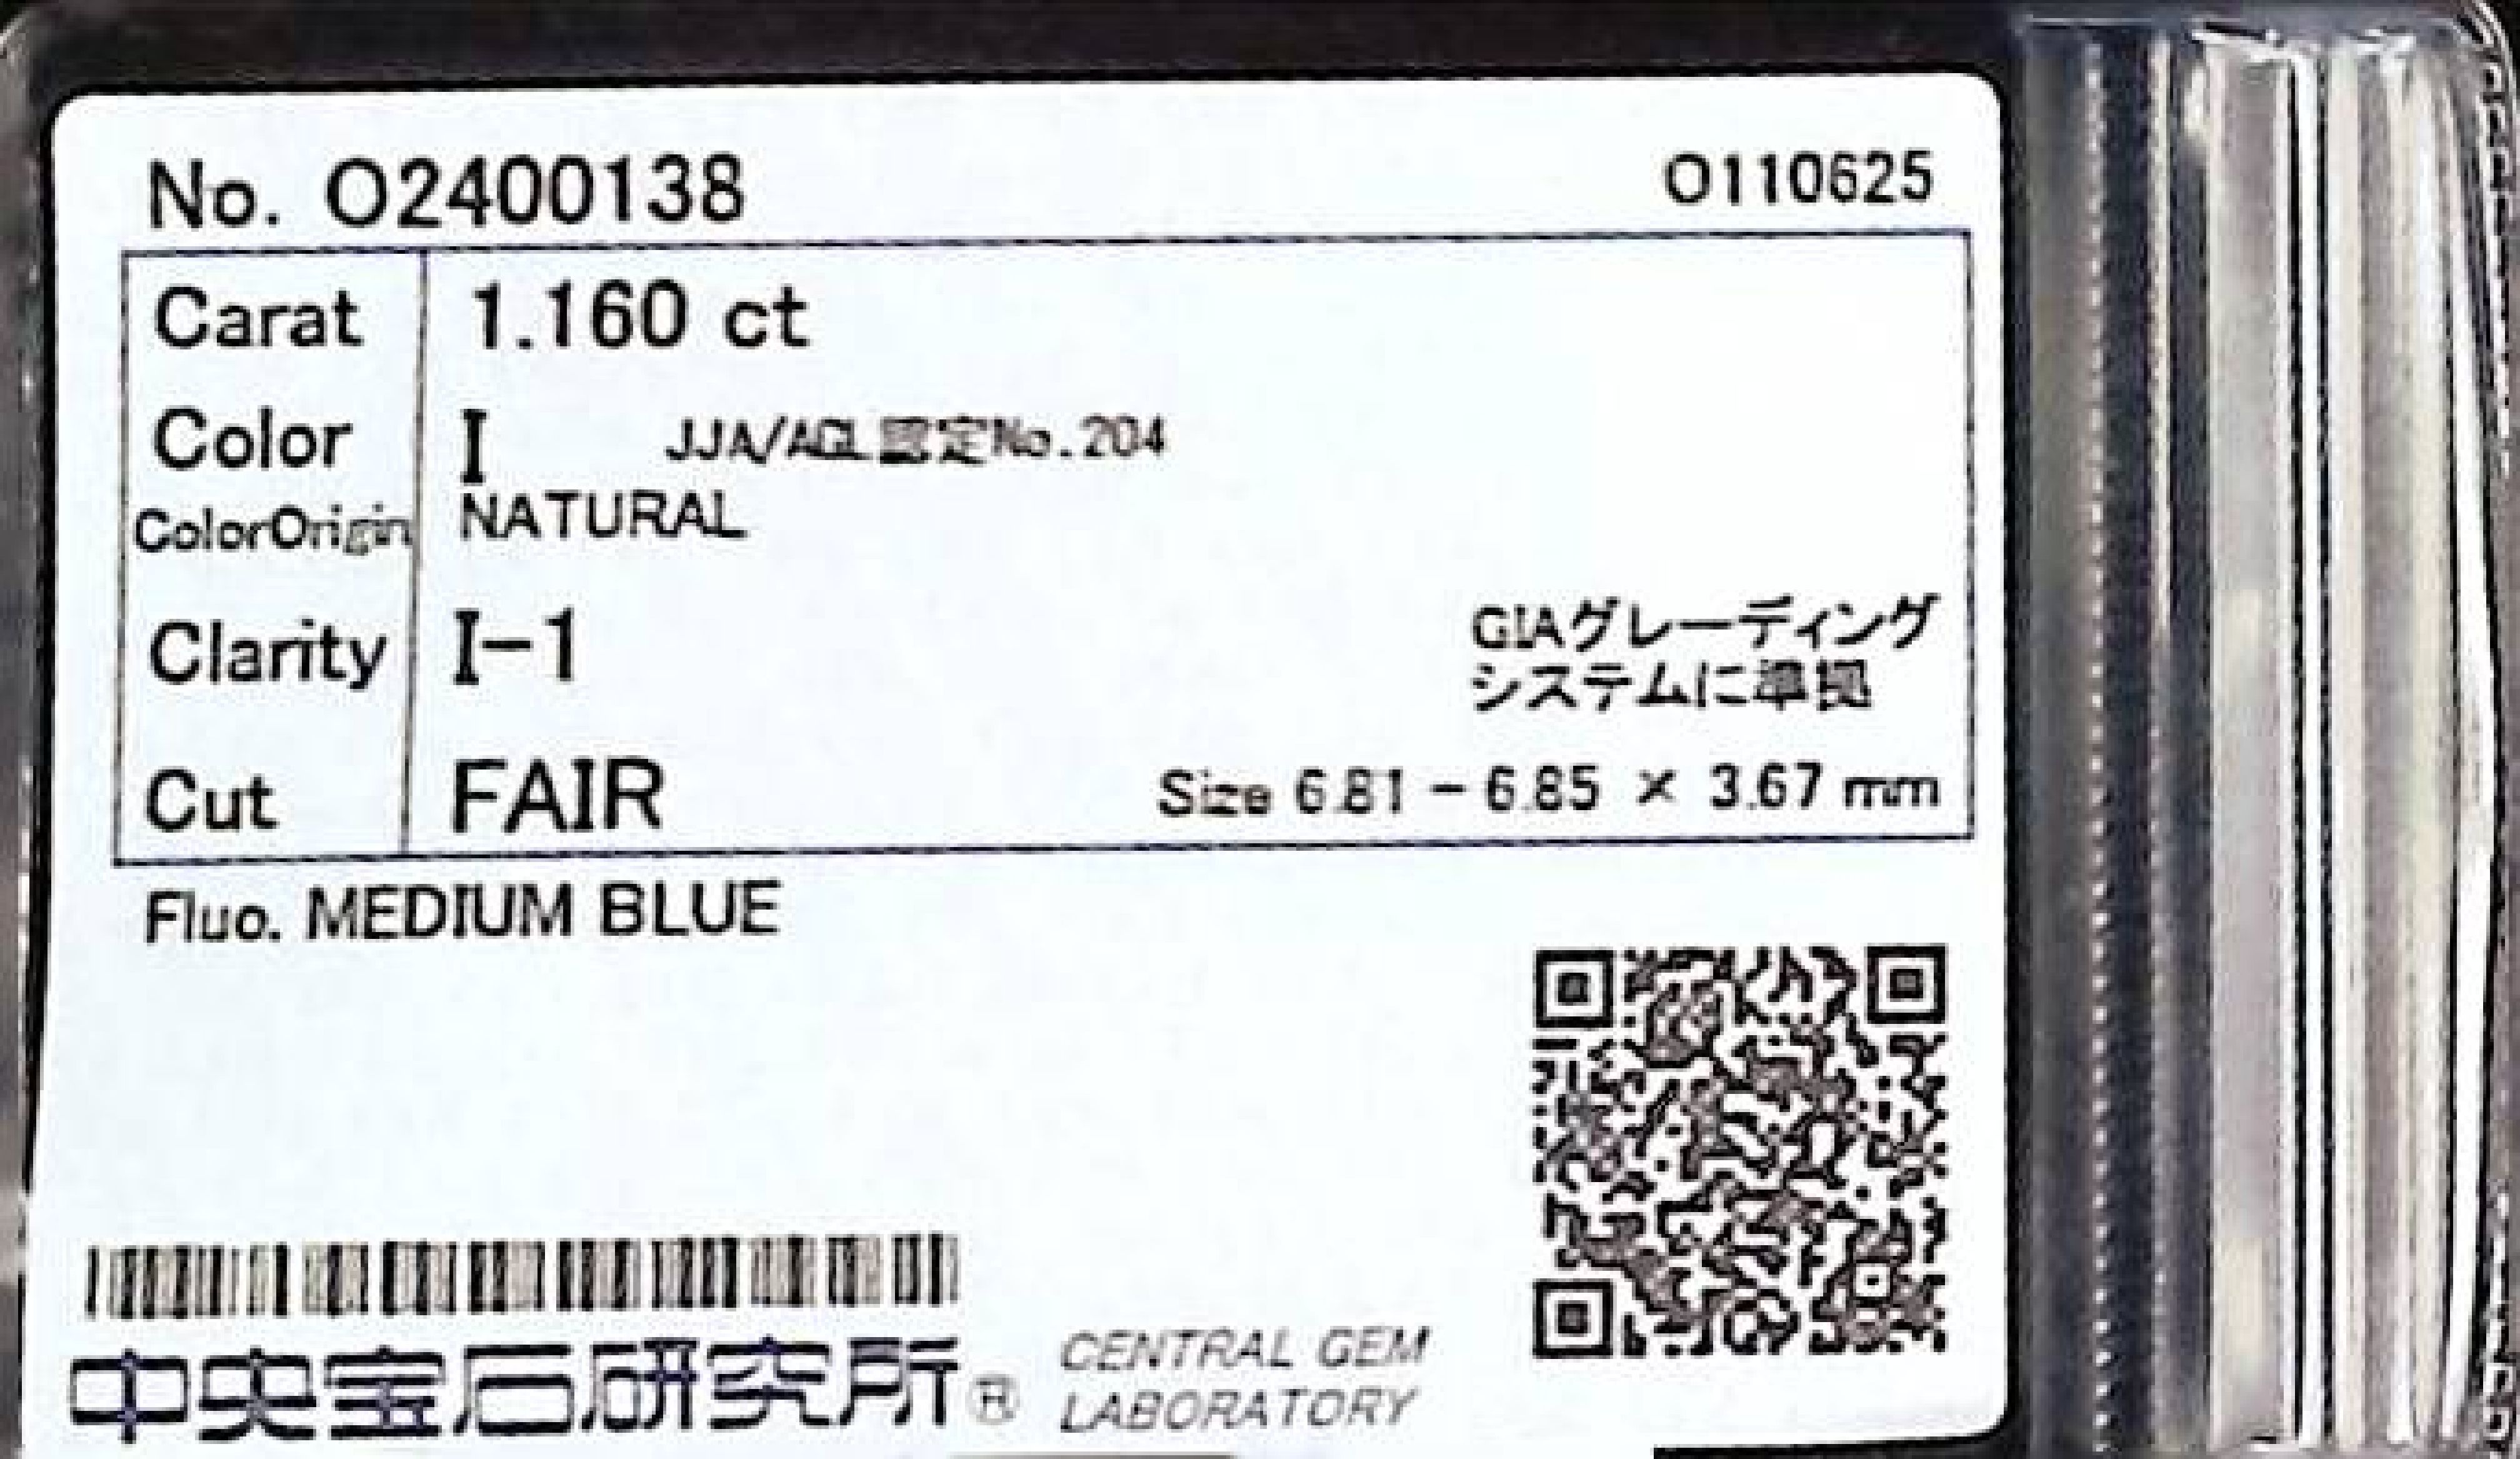 No. O2400138
O110625
Carat 1.160 ct
Color I JJA/AGL認定No.204
ColorOrigin NATURAL
Clarity I-1
GIAグレーディング
システムに準拠
Cut FAIR
Size 6.81 - 6.85 × 3.67 mm
Fluo. MEDIUM BLUE
中央宝石研究所®
CENTRAL GEM
LABORATORY